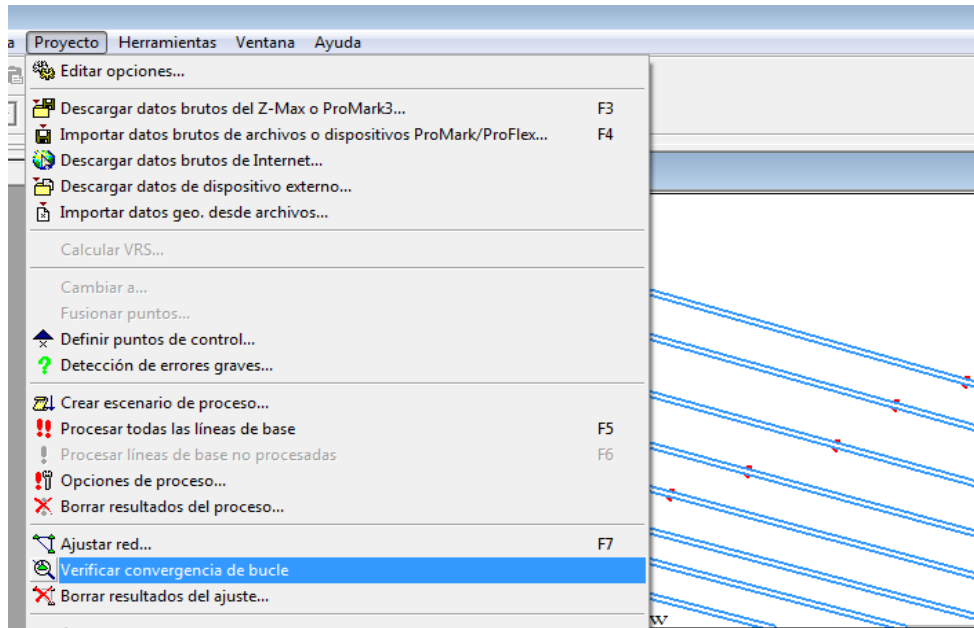 a Proyecto Herramientas Ventana Ayuda
Editar opciones...
Descargar datos brutos del Z-Max o ProMark3... F3
Importar datos brutos de archivos o dispositivos ProMark/ProFlex... F4
Descargar datos brutos de Internet...
Descargar datos de dispositivo externo...
Importar datos geo. desde archivos...
Calcular VRS...
Cambiar a...
Fusionar puntos...
Definir puntos de control...
Detección de errores graves...
Crear escenario de proceso...
Procesar todas las líneas de base F5
Procesar líneas de base no procesadas F6
Opciones de proceso...
Borrar resultados del proceso...
Ajustar red... F7
Verificar convergencia de bucle
Borrar resultados del ajuste...
W